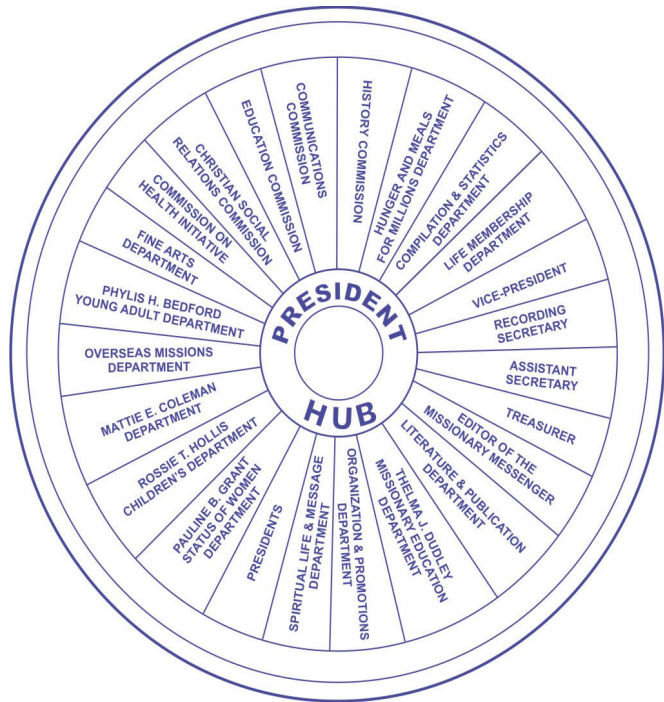 HISTORY COMMISSION
HUNGER AND MEALS
FOR MILLIONS DEPARTMENT
COMPILATION & STATISTICS
DEPARTMENT
LIFE MEMBERSHIP
DEPARTMENT
VICE-PRESIDENT
RECORDING
SECRETARY
ASSISTANT
SECRETARY
TREASURER
EDITOR OF THE
MISSIONARY MESSENGER
LITERATURE & PUBLICATION
DEPARTMENT
THELMA J. DUDLEY
MISSIONARY EDUCATION
DEPARTMENT
ORGANIZATION & PROMOTIONS
DEPARTMENT
SPIRITUAL LIFE & MESSAGE
DEPARTMENT
PRESIDENTS
PAULINE B. GRANT
STATUS OF WOMEN
DEPARTMENT
ROSSIE T. HOLLIS
CHILDREN'S DEPARTMENT
MATTIE E. COLEMAN
DEPARTMENT
OVERSEAS MISSIONS
DEPARTMENT
PHYLIS H. BEDFORD
YOUNG ADULT DEPARTMENT
FINE ARTS
DEPARTMENT
COMMISSION ON
HEALTH INITIATIVE
CHRISTIAN SOCIAL
RELATIONS COMMISSION
EDUCATION COMMISSION
COMMUNICATIONS
COMMISSION
PRESIDENT
HUB